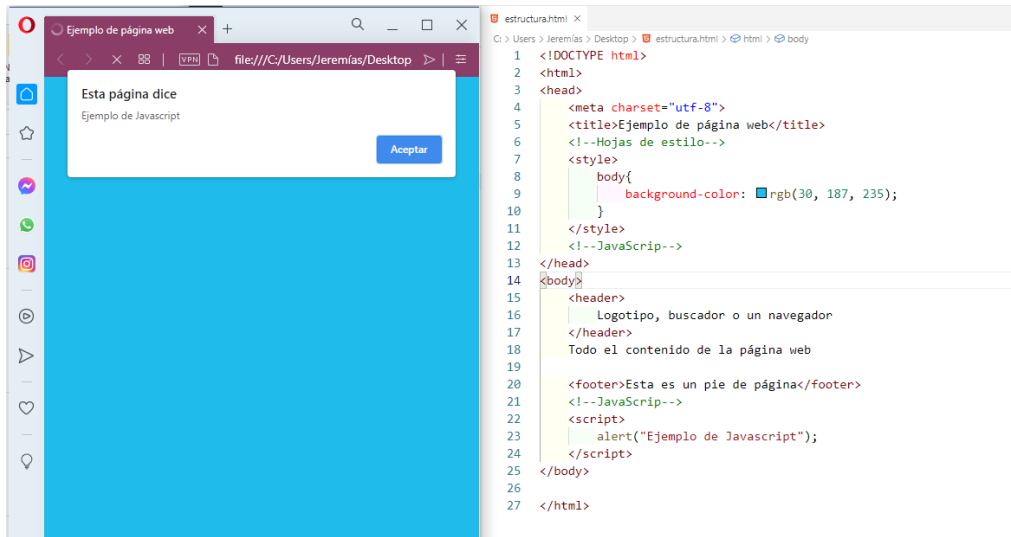 Ejemplo de página web
VPN
file:///C:/Users/Jeremías/Desktop
Esta página dice
Ejemplo de Javascript
Aceptar
estructura.html
C: > Users > Jeremías > Desktop > estructura.html > html > body
1 <!DOCTYPE html>
2 <html>
3 <head>
4 <meta charset="utf-8">
5 <title>Ejemplo de página web</title>
6 <!--Hojas de estilo-->
7 <style>
8 body{
9 background-color: rgb(30, 187, 235);
10 }
11 </style>
12 <!--JavaScrip-->
13 </head>
14 <body>
15 <header>
16 Logotipo, buscador o un navegador
17 </header>
18 Todo el contenido de la página web
19
20 <footer>Esta es un pie de página</footer>
21 <!--JavaScrip-->
22 <script>
23 alert("Ejemplo de Javascript");
24 </script>
25 </body>
26
27 </html>